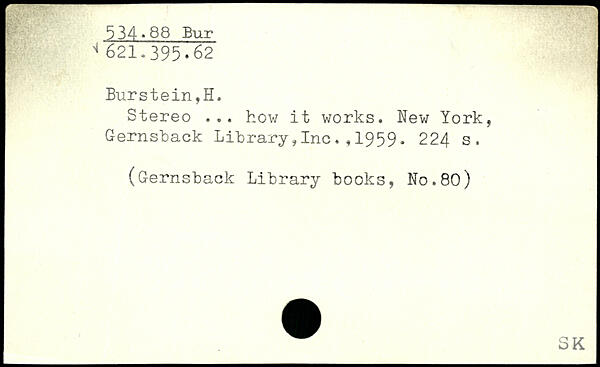 534.88 Bur
√ 621.395.62
Burstein,H.
Stereo ... how it works. New York,
Gernsback Library,Inc.,1959. 224 s.
(Gernsback Library books, No.80)
SK